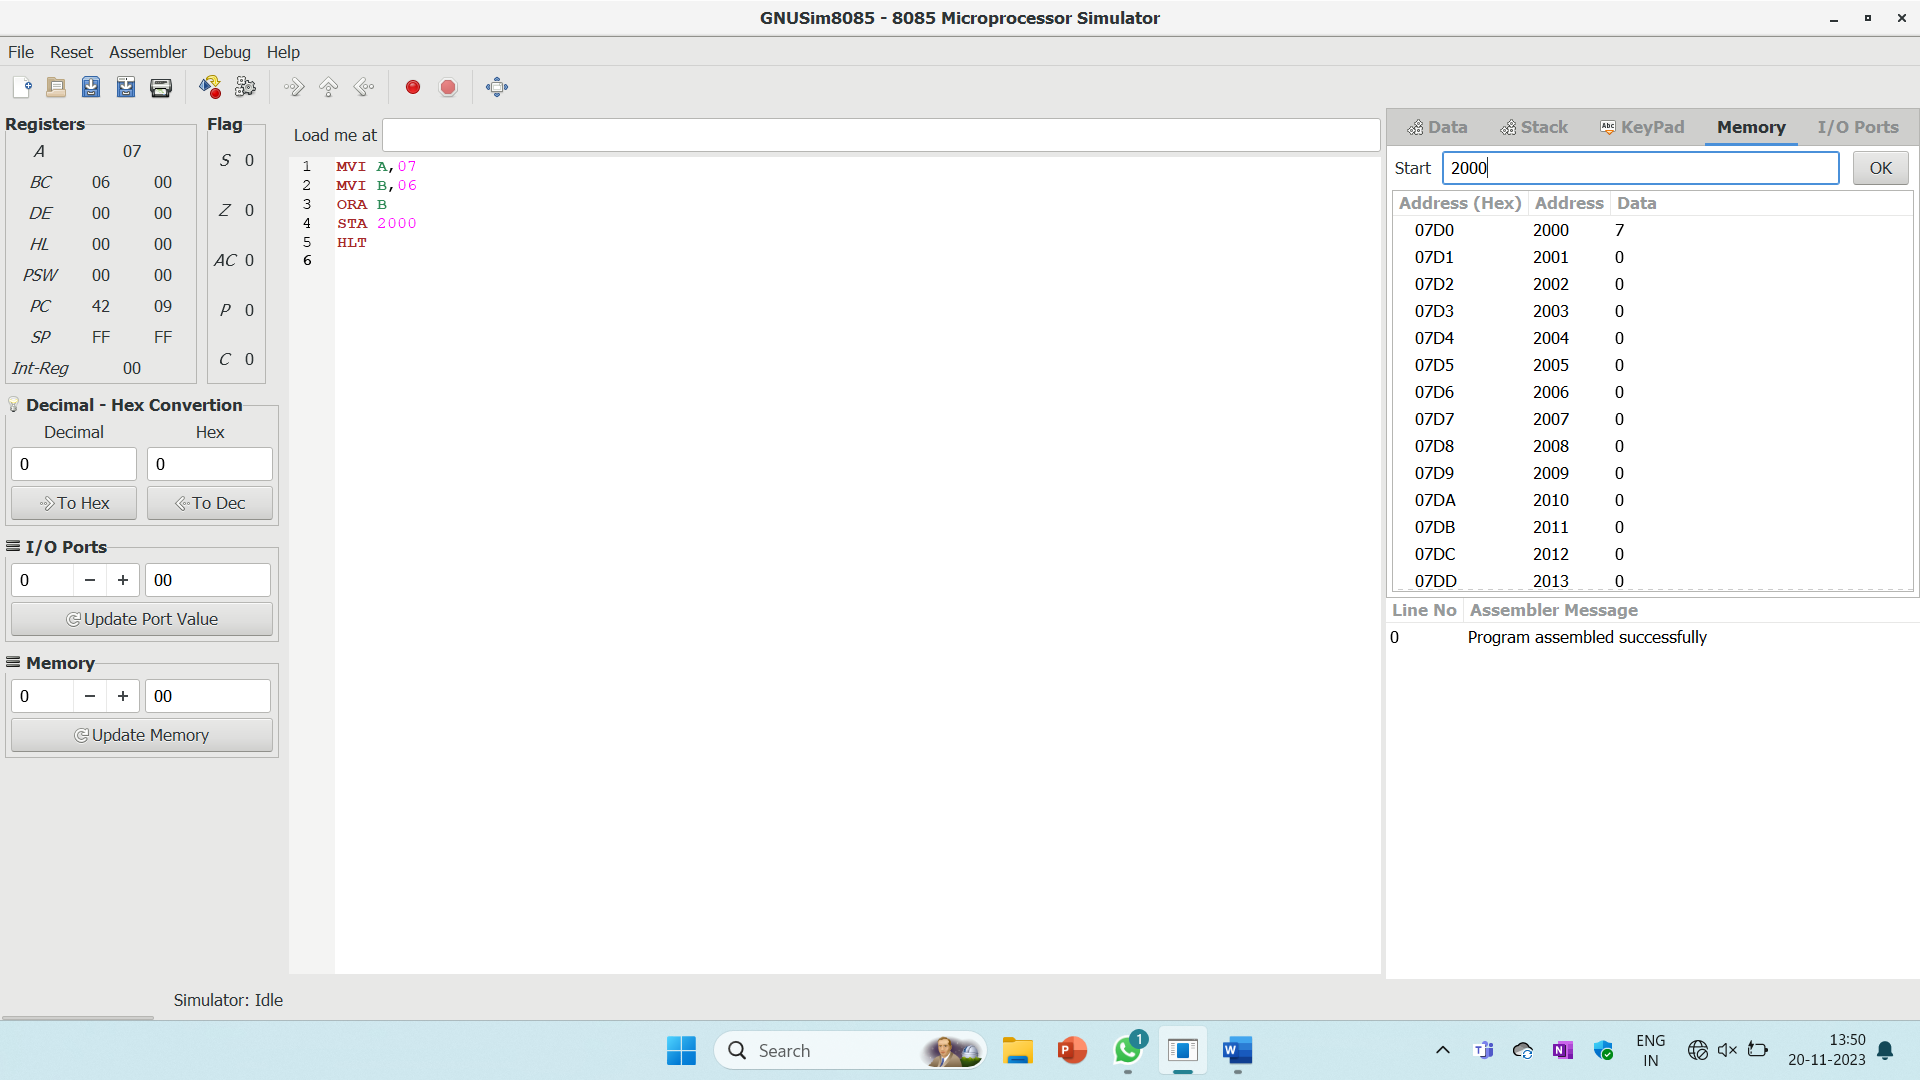 GNUSim8085 - 8085 Microprocessor Simulator
File Reset Assembler Debug Help
Registers
A 07
BC 06 00
DE 00 00
HL 00 00
PSW 00 00
PC 42 09
SP FF FF
Int-Reg 00
Flag
S 0
Z 0
AC 0
P 0
C 0
Decimal - Hex Convertion
Decimal Hex
0 0
To Hex To Dec
I/O Ports
0 − + 00
Update Port Value
Memory
0 − + 00
Update Memory
Load me at
1 MVI A,07
2 MVI B,06
3 ORA B
4 STA 2000
5 HLT
6
Data Stack Abc KeyPad Memory I/O Ports
Start 2000 OK
Address (Hex) Address Data
07D0 2000 7
07D1 2001 0
07D2 2002 0
07D3 2003 0
07D4 2004 0
07D5 2005 0
07D6 2006 0
07D7 2007 0
07D8 2008 0
07D9 2009 0
07DA 2010 0
07DB 2011 0
07DC 2012 0
07DD 2013 0
Line No Assembler Message
0 Program assembled successfully
Simulator: Idle
Search
P
1
W
N
ENG
IN
13:50
20-11-2023